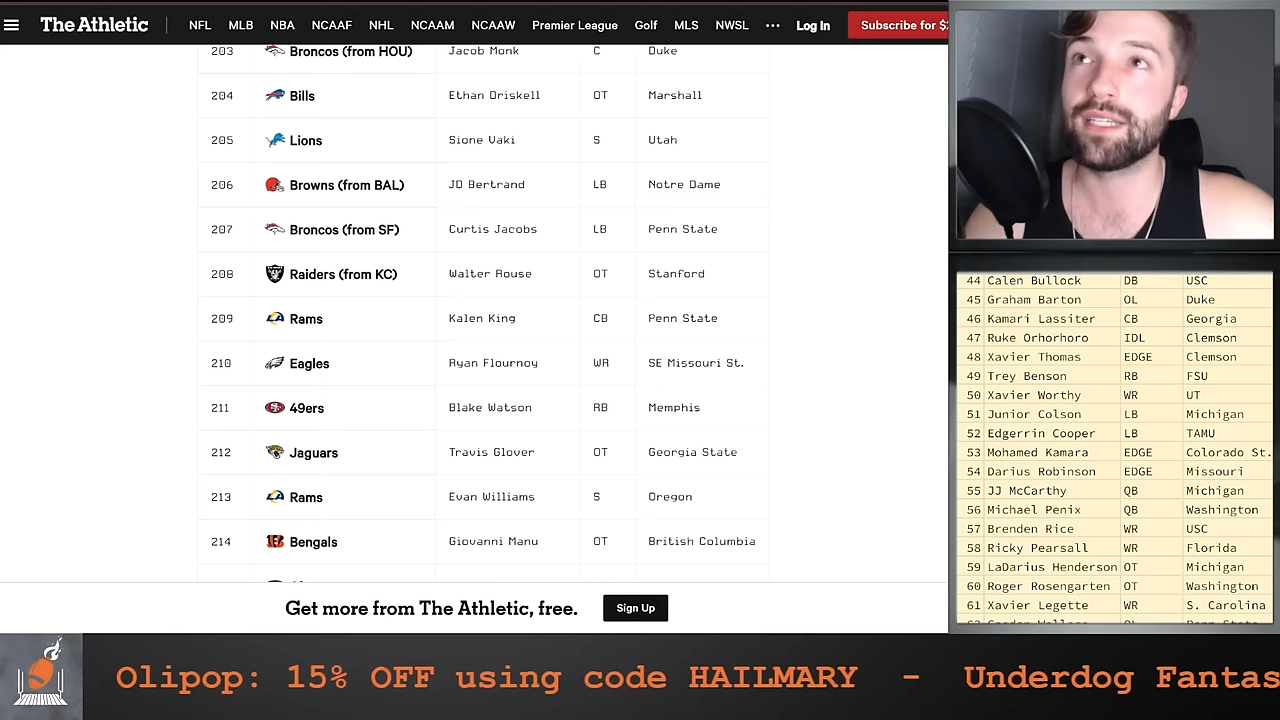 The Athletic NFL MLB NBA NCAAF NHL NCAAM NCAAW Premier League Golf MLS NWSL ••• Log In Subscribe for $2
203 Broncos (from HOU) Jacob Monk C Duke
204 Bills Ethan Driskell OT Marshall
205 Lions Sione Vaki S Utah
206 Browns (from BAL) JD Bertrand LB Notre Dame
207 Broncos (from SF) Curtis Jacobs LB Penn State
208 Raiders (from KC) Walter Rouse OT Stanford
209 Rams Kalen King CB Penn State
210 Eagles Ryan Flournoy WR SE Missouri St.
211 49ers Blake Watson RB Memphis
212 Jaguars Travis Glover OT Georgia State
213 Rams Evan Williams S Oregon
214 Bengals Giovanni Manu OT British Columbia
Get more from The Athletic, free. Sign Up
44 Calen Bullock DB USC
45 Graham Barton OL Duke
46 Kamari Lassiter CB Georgia
47 Ruke Orhorhoro IDL Clemson
48 Xavier Thomas EDGE Clemson
49 Trey Benson RB FSU
50 Xavier Worthy WR UT
51 Junior Colson LB Michigan
52 Edgerrin Cooper LB TAMU
53 Mohamed Kamara EDGE Colorado St.
54 Darius Robinson EDGE Missouri
55 JJ McCarthy QB Michigan
56 Michael Penix QB Washington
57 Brenden Rice WR USC
58 Ricky Pearsall WR Florida
59 LaDarius Henderson OT Michigan
60 Roger Rosengarten OT Washington
61 Xavier Legette WR S. Carolina
Olipop: 15% OFF using code HAILMARY - Underdog Fantas